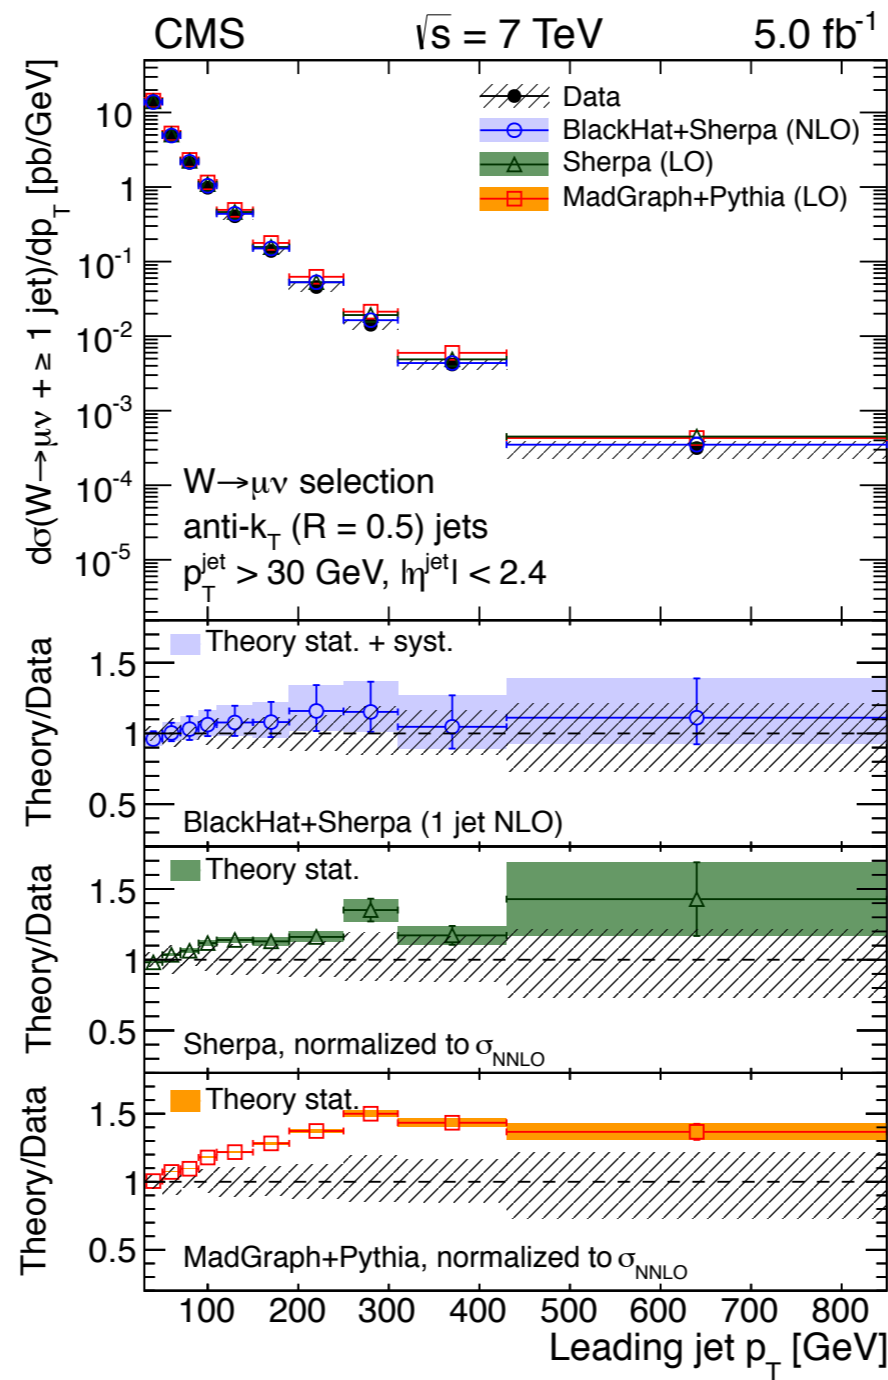 CMS √s = 7 TeV 5.0 fb⁻¹
dσ(W→μν + ≥ 1 jet)/dp_T [pb/GeV]
10
1
10⁻¹
10⁻²
10⁻³
10⁻⁴
10⁻⁵
Data
BlackHat+Sherpa (NLO)
Sherpa (LO)
MadGraph+Pythia (LO)
W→μν selection
anti-k_T (R = 0.5) jets
p_T^jet > 30 GeV, |η^jet| < 2.4
Theory/Data
1.5
1
0.5
Theory stat. + syst.
BlackHat+Sherpa (1 jet NLO)
Theory/Data
1.5
1
0.5
Theory stat.
Sherpa, normalized to σ_NNLO
Theory/Data
1.5
1
0.5
Theory stat.
MadGraph+Pythia, normalized to σ_NNLO
100 200 300 400 500 600 700 800
Leading jet p_T [GeV]